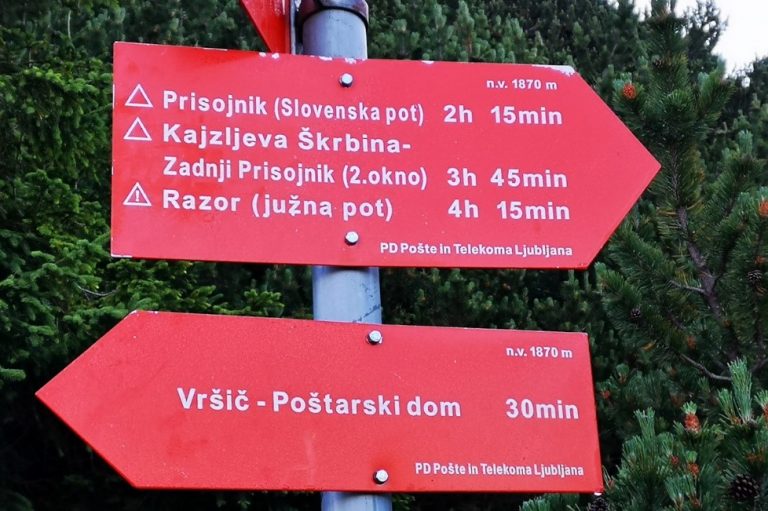 n.v. 1870 m
Prisojnik (Slovenska pot) 2h 15min
Kajzljeva Škrbina-
Zadnji Prisojnik (2.okno) 3h 45min
Razor (južna pot) 4h 15min
PD Pošte in Telekoma Ljubljana
n.v. 1870 m
Vršič - Poštarski dom 30min
PD Pošte in Telekoma Ljubljana